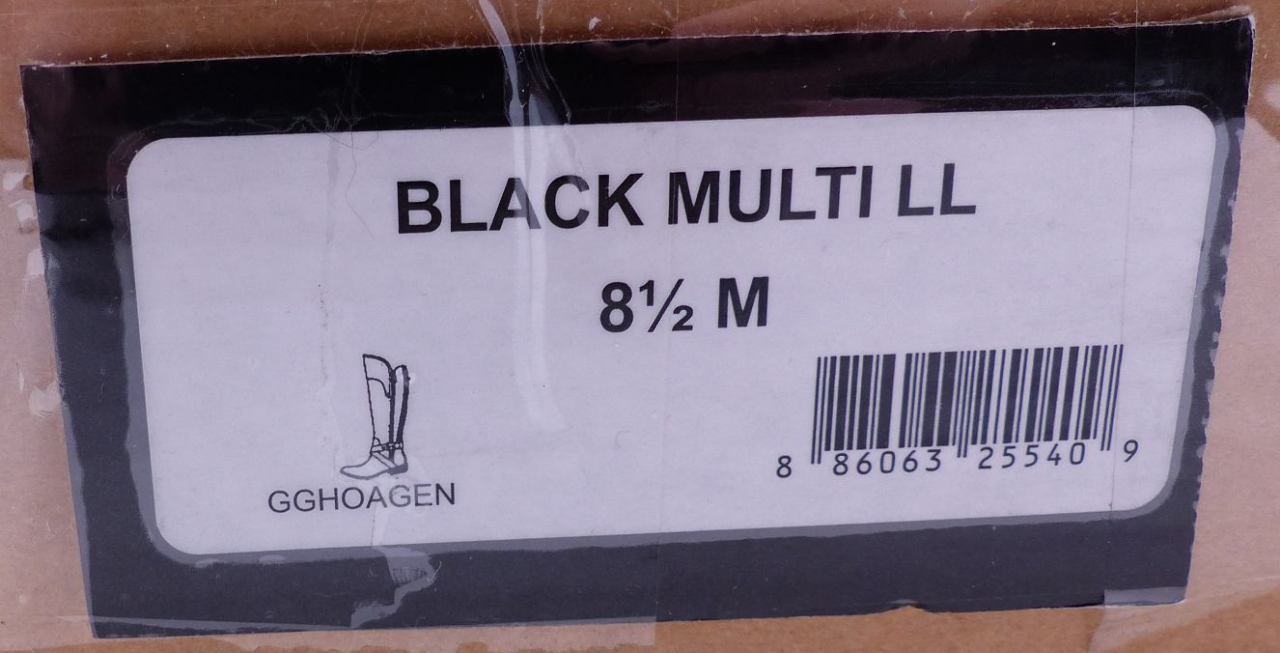 BLACK MULTI LL
8½ M
GGHOAGEN
8 86063 25540 9